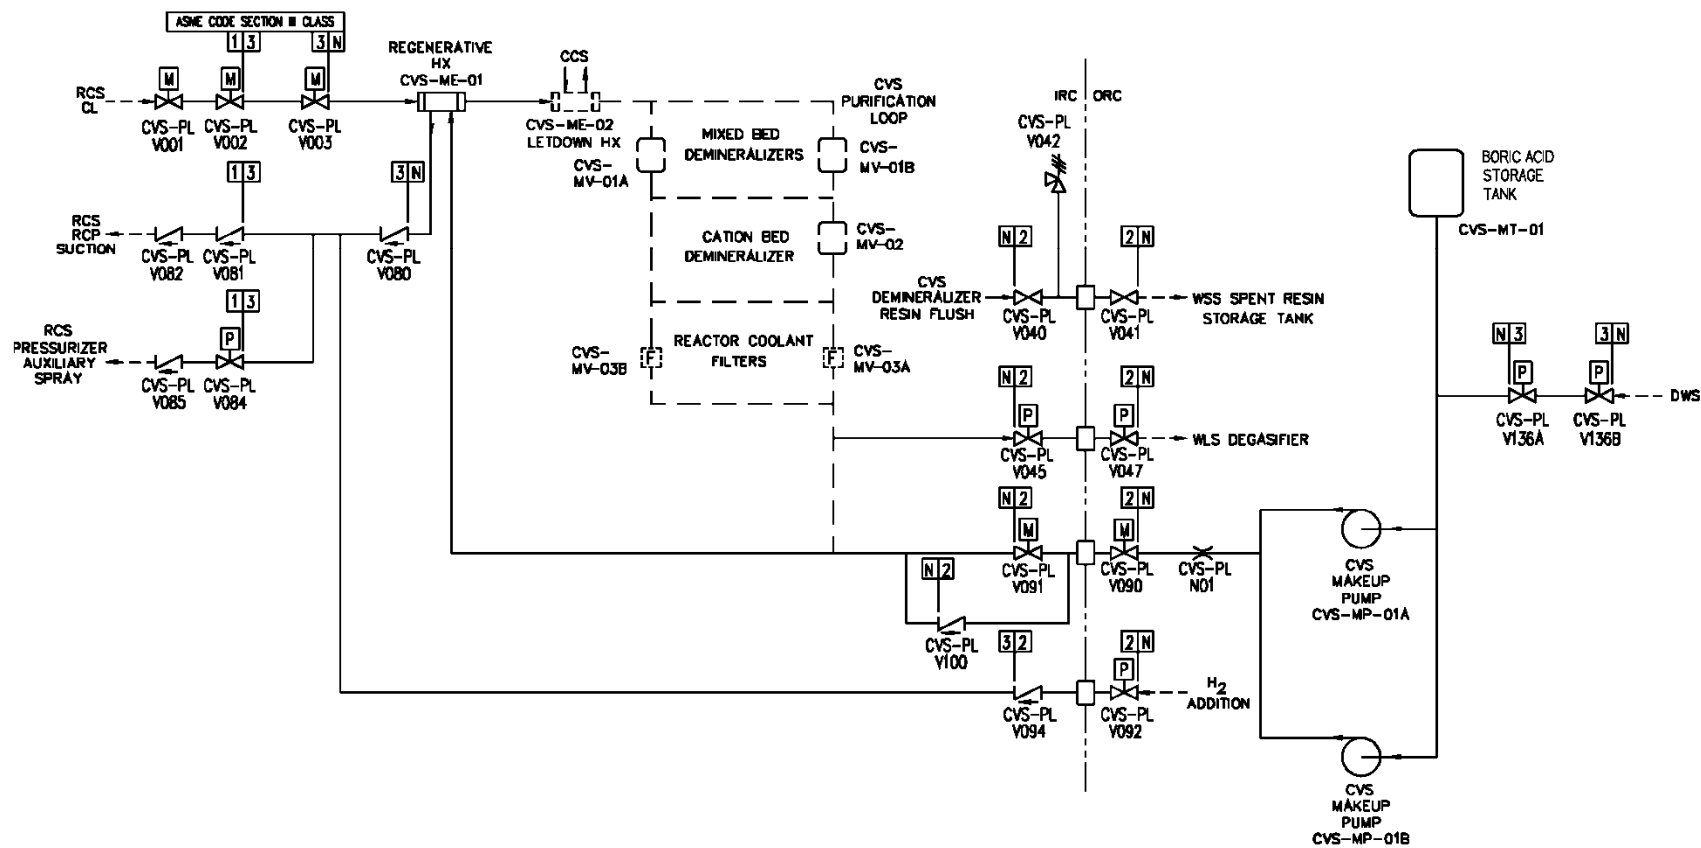 ASME CODE SECTION III CLASS
1 3
3 N
M
M
M
RCS
CL
CVS-PL
V001
CVS-PL
V002
CVS-PL
V003
REGENERATIVE
HX
CVS-ME-01
CCS
CVS-ME-02
LETDOWN HX
CVS
PURIFICATION
LOOP
MIXED BED
DEMINERALIZERS
CVS-
MV-01A
CVS-
MV-01B
CATION BED
DEMINERALIZER
CVS-
MV-02
REACTOR COOLANT
FILTERS
F
CVS-
MV-03B
F
CVS-
MV-03A
1 3
3 N
RCS
RCP
SUCTION
CVS-PL
V082
CVS-PL
V081
CVS-PL
V080
1 3
P
RCS
PRESSURIZER
AUXILIARY
SPRAY
CVS-PL
V085
CVS-PL
V084
IRC
ORC
CVS-PL
V042
N 2
2 N
CVS
DEMINERALIZER
RESIN FLUSH
CVS-PL
V040
CVS-PL
V041
WSS SPENT RESIN
STORAGE TANK
N 2
2 N
P
P
CVS-PL
V045
CVS-PL
V047
WLS DEGASIFIER
N 2
2 N
M
M
CVS-PL
V091
CVS-PL
V090
CVS-PL
N01
N 2
CVS-PL
V100
3 2
2 N
P
CVS-PL
V094
CVS-PL
V092
H2
ADDITION
BORIC ACID
STORAGE
TANK
CVS-MT-01
N 3
3 N
P
P
CVS-PL
V136A
CVS-PL
V136B
DWS
CVS
MAKEUP
PUMP
CVS-MP-01A
CVS
MAKEUP
PUMP
CVS-MP-01B